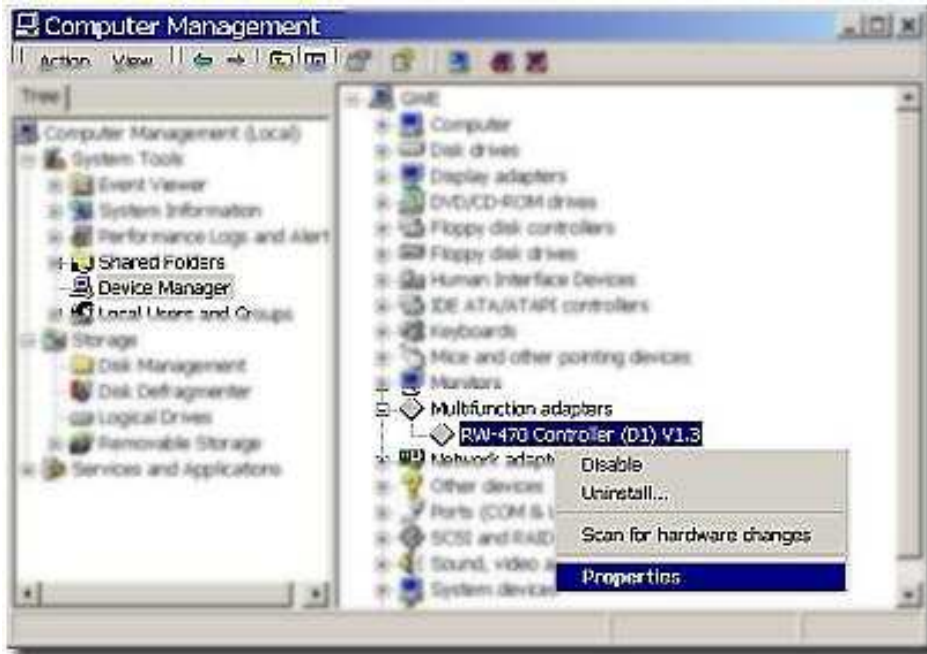 Computer Management
Action View
Tree
Computer Management (Local)
System Tools
Event Viewer
System Information
Performance Logs and Alert
Shared Folders
Device Manager
Local Users and Groups
Storage
Disk Management
Disk Defragmenter
Logical Drives
Removable Storage
Services and Applications
Computer
Disk drives
Display adapters
DVD/CD-ROM drives
Floppy disk controllers
Floppy disk drives
Human Interface Devices
IDE ATA/ATAPI controllers
Keyboards
Mice and other pointing devices
Monitors
Multifunction adapters
RW-470 Controller (D1) V1.3
Network adapt
Other devices
Ports (COM & L
SCSI and RAID
Sound, video a
System devices
Disable
Uninstall...
Scan for hardware changes
Properties